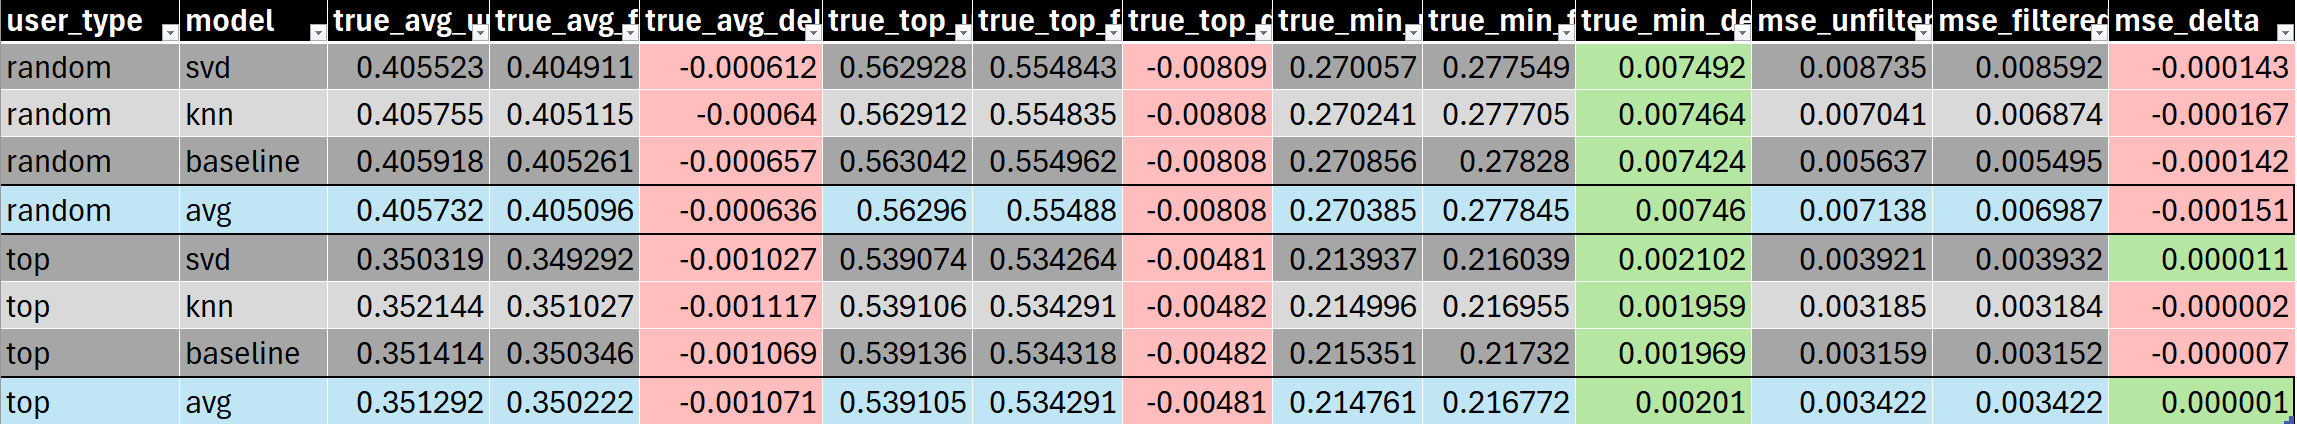 user_type model true_avg_u true_avg_f true_avg_del true_top_u true_top_f true_top_d true_min_ true_min_f true_min_de mse_unfilter mse_filtered mse_delta
random svd 0.405523 0.404911 -0.000612 0.562928 0.554843 -0.00809 0.270057 0.277549 0.007492 0.008735 0.008592 -0.000143
random knn 0.405755 0.405115 -0.00064 0.562912 0.554835 -0.00808 0.270241 0.277705 0.007464 0.007041 0.006874 -0.000167
random baseline 0.405918 0.405261 -0.000657 0.563042 0.554962 -0.00808 0.270856 0.27828 0.007424 0.005637 0.005495 -0.000142
random avg 0.405732 0.405096 -0.000636 0.56296 0.55488 -0.00808 0.270385 0.277845 0.00746 0.007138 0.006987 -0.000151
top svd 0.350319 0.349292 -0.001027 0.539074 0.534264 -0.00481 0.213937 0.216039 0.002102 0.003921 0.003932 0.000011
top knn 0.352144 0.351027 -0.001117 0.539106 0.534291 -0.00482 0.214996 0.216955 0.001959 0.003185 0.003184 -0.000002
top baseline 0.351414 0.350346 -0.001069 0.539136 0.534318 -0.00482 0.215351 0.21732 0.001969 0.003159 0.003152 -0.000007
top avg 0.351292 0.350222 -0.001071 0.539105 0.534291 -0.00481 0.214761 0.216772 0.00201 0.003422 0.003422 0.000001